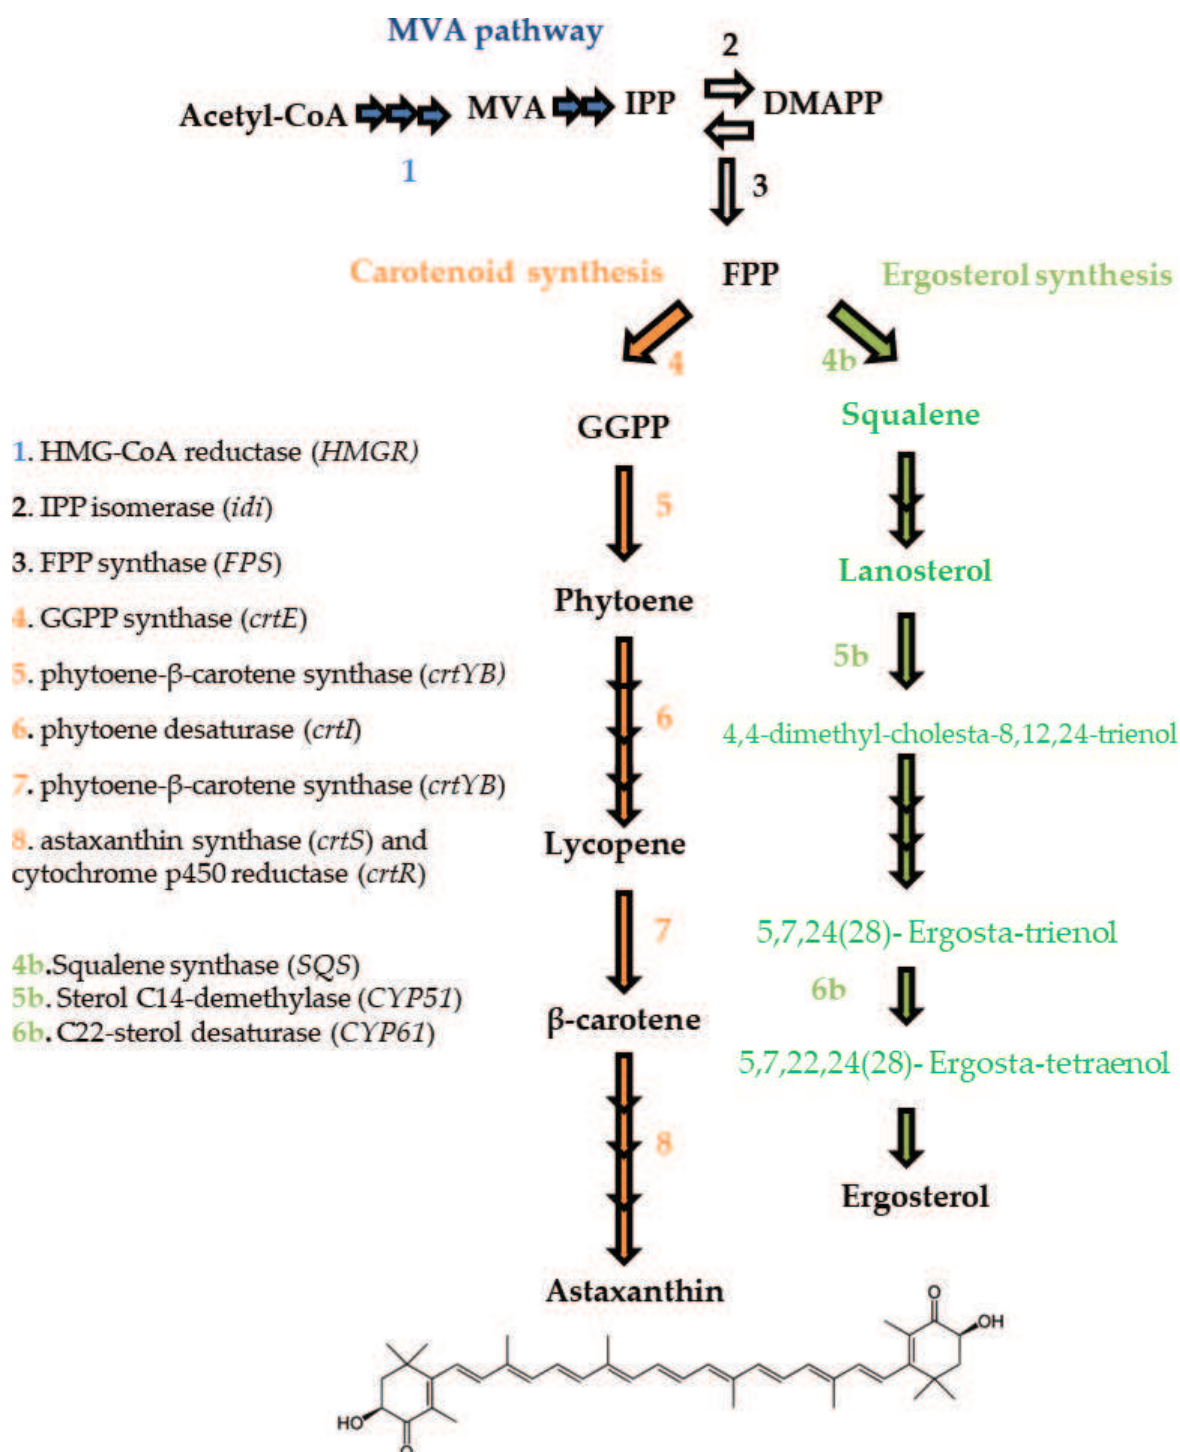 MVA pathway
2
Acetyl-CoA MVA IPP DMAPP
1
3
Carotenoid synthesis FPP Ergosterol synthesis
4 4b
GGPP Squalene
1. HMG-CoA reductase (HMGR)
2. IPP isomerase (idi)
3. FPP synthase (FPS)
4. GGPP synthase (crtE)
5. phytoene-β-carotene synthase (crtYB)
6. phytoene desaturase (crtI)
7. phytoene-β-carotene synthase (crtYB)
8. astaxanthin synthase (crtS) and
cytochrome p450 reductase (crtR)
4b.Squalene synthase (SQS)
5b. Sterol C14-demethylase (CYP51)
6b. C22-sterol desaturase (CYP61)
5
Phytoene
6
Lycopene
7
β-carotene
8
Astaxanthin
Lanosterol
5b
4,4-dimethyl-cholesta-8,12,24-trienol
5,7,24(28)- Ergosta-trienol
6b
5,7,22,24(28)- Ergosta-tetraenol
Ergosterol
O
OH
HO
O